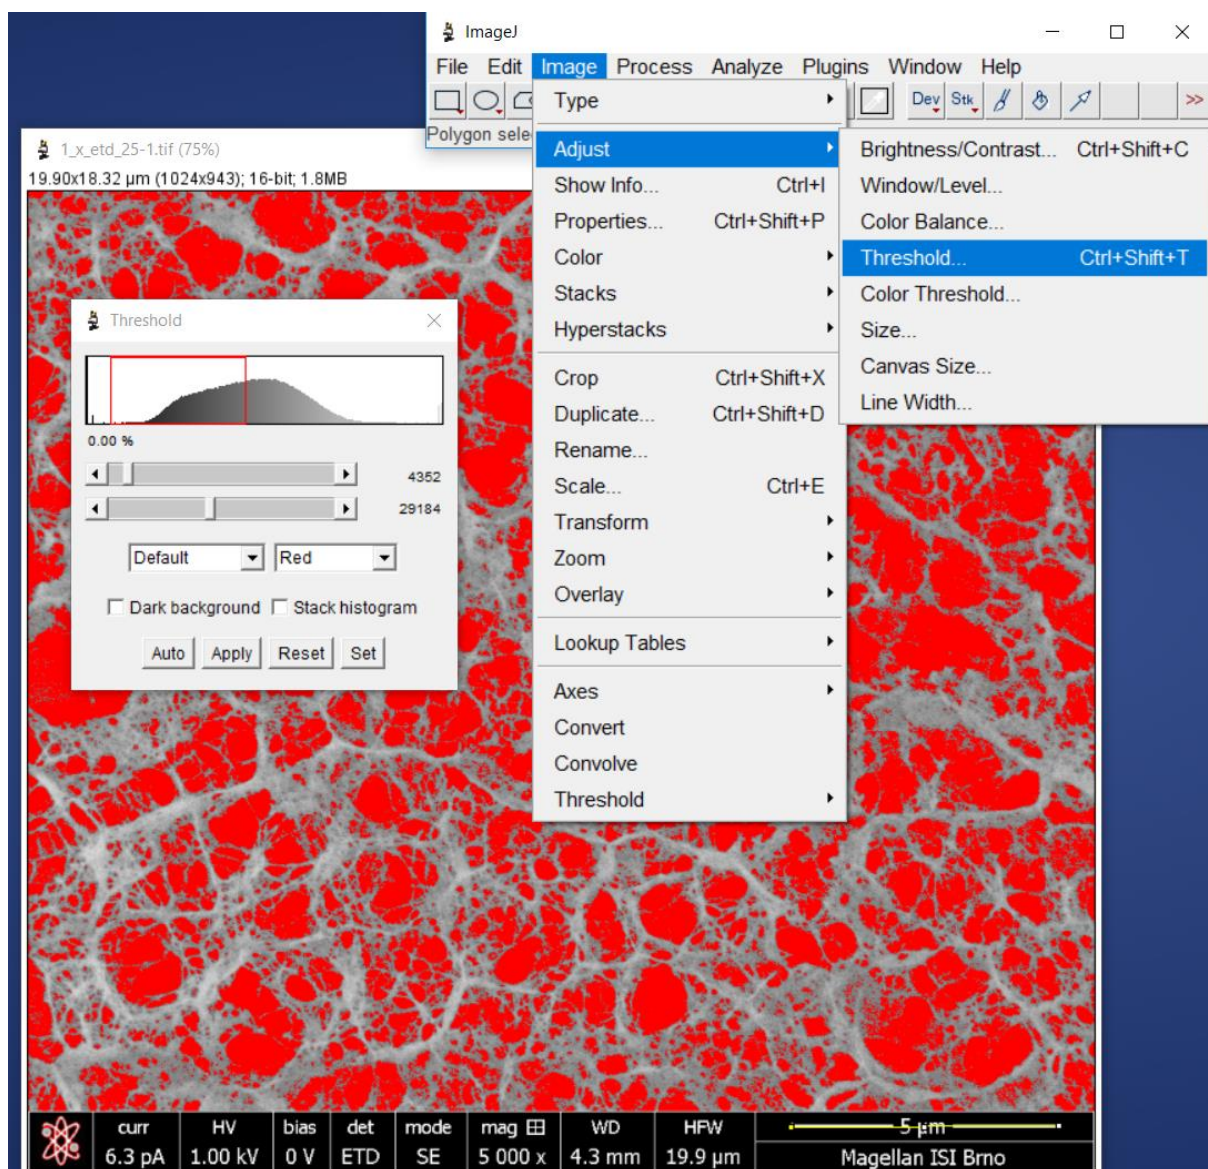 ImageJ
File Edit Image Process Analyze Plugins Window Help
Dev Stk >>
Polygon sele
Type
Adjust
Show Info... Ctrl+I
Properties... Ctrl+Shift+P
Color
Stacks
Hyperstacks
Crop Ctrl+Shift+X
Duplicate... Ctrl+Shift+D
Rename...
Scale... Ctrl+E
Transform
Zoom
Overlay
Lookup Tables
Axes
Convert
Convolve
Threshold
Brightness/Contrast... Ctrl+Shift+C
Window/Level...
Color Balance...
Threshold... Ctrl+Shift+T
Color Threshold...
Size...
Canvas Size...
Line Width...
1_x_etd_25-1.tif (75%)
19.90x18.32 µm (1024x943); 16-bit; 1.8MB
Threshold
0.00 %
4352
29184
Default Red
Dark background Stack histogram
Auto Apply Reset Set
curr HV bias det mode mag WD HFW 5 µm
6.3 pA 1.00 kV 0 V ETD SE 5 000 x 4.3 mm 19.9 µm Magellan ISI Brno